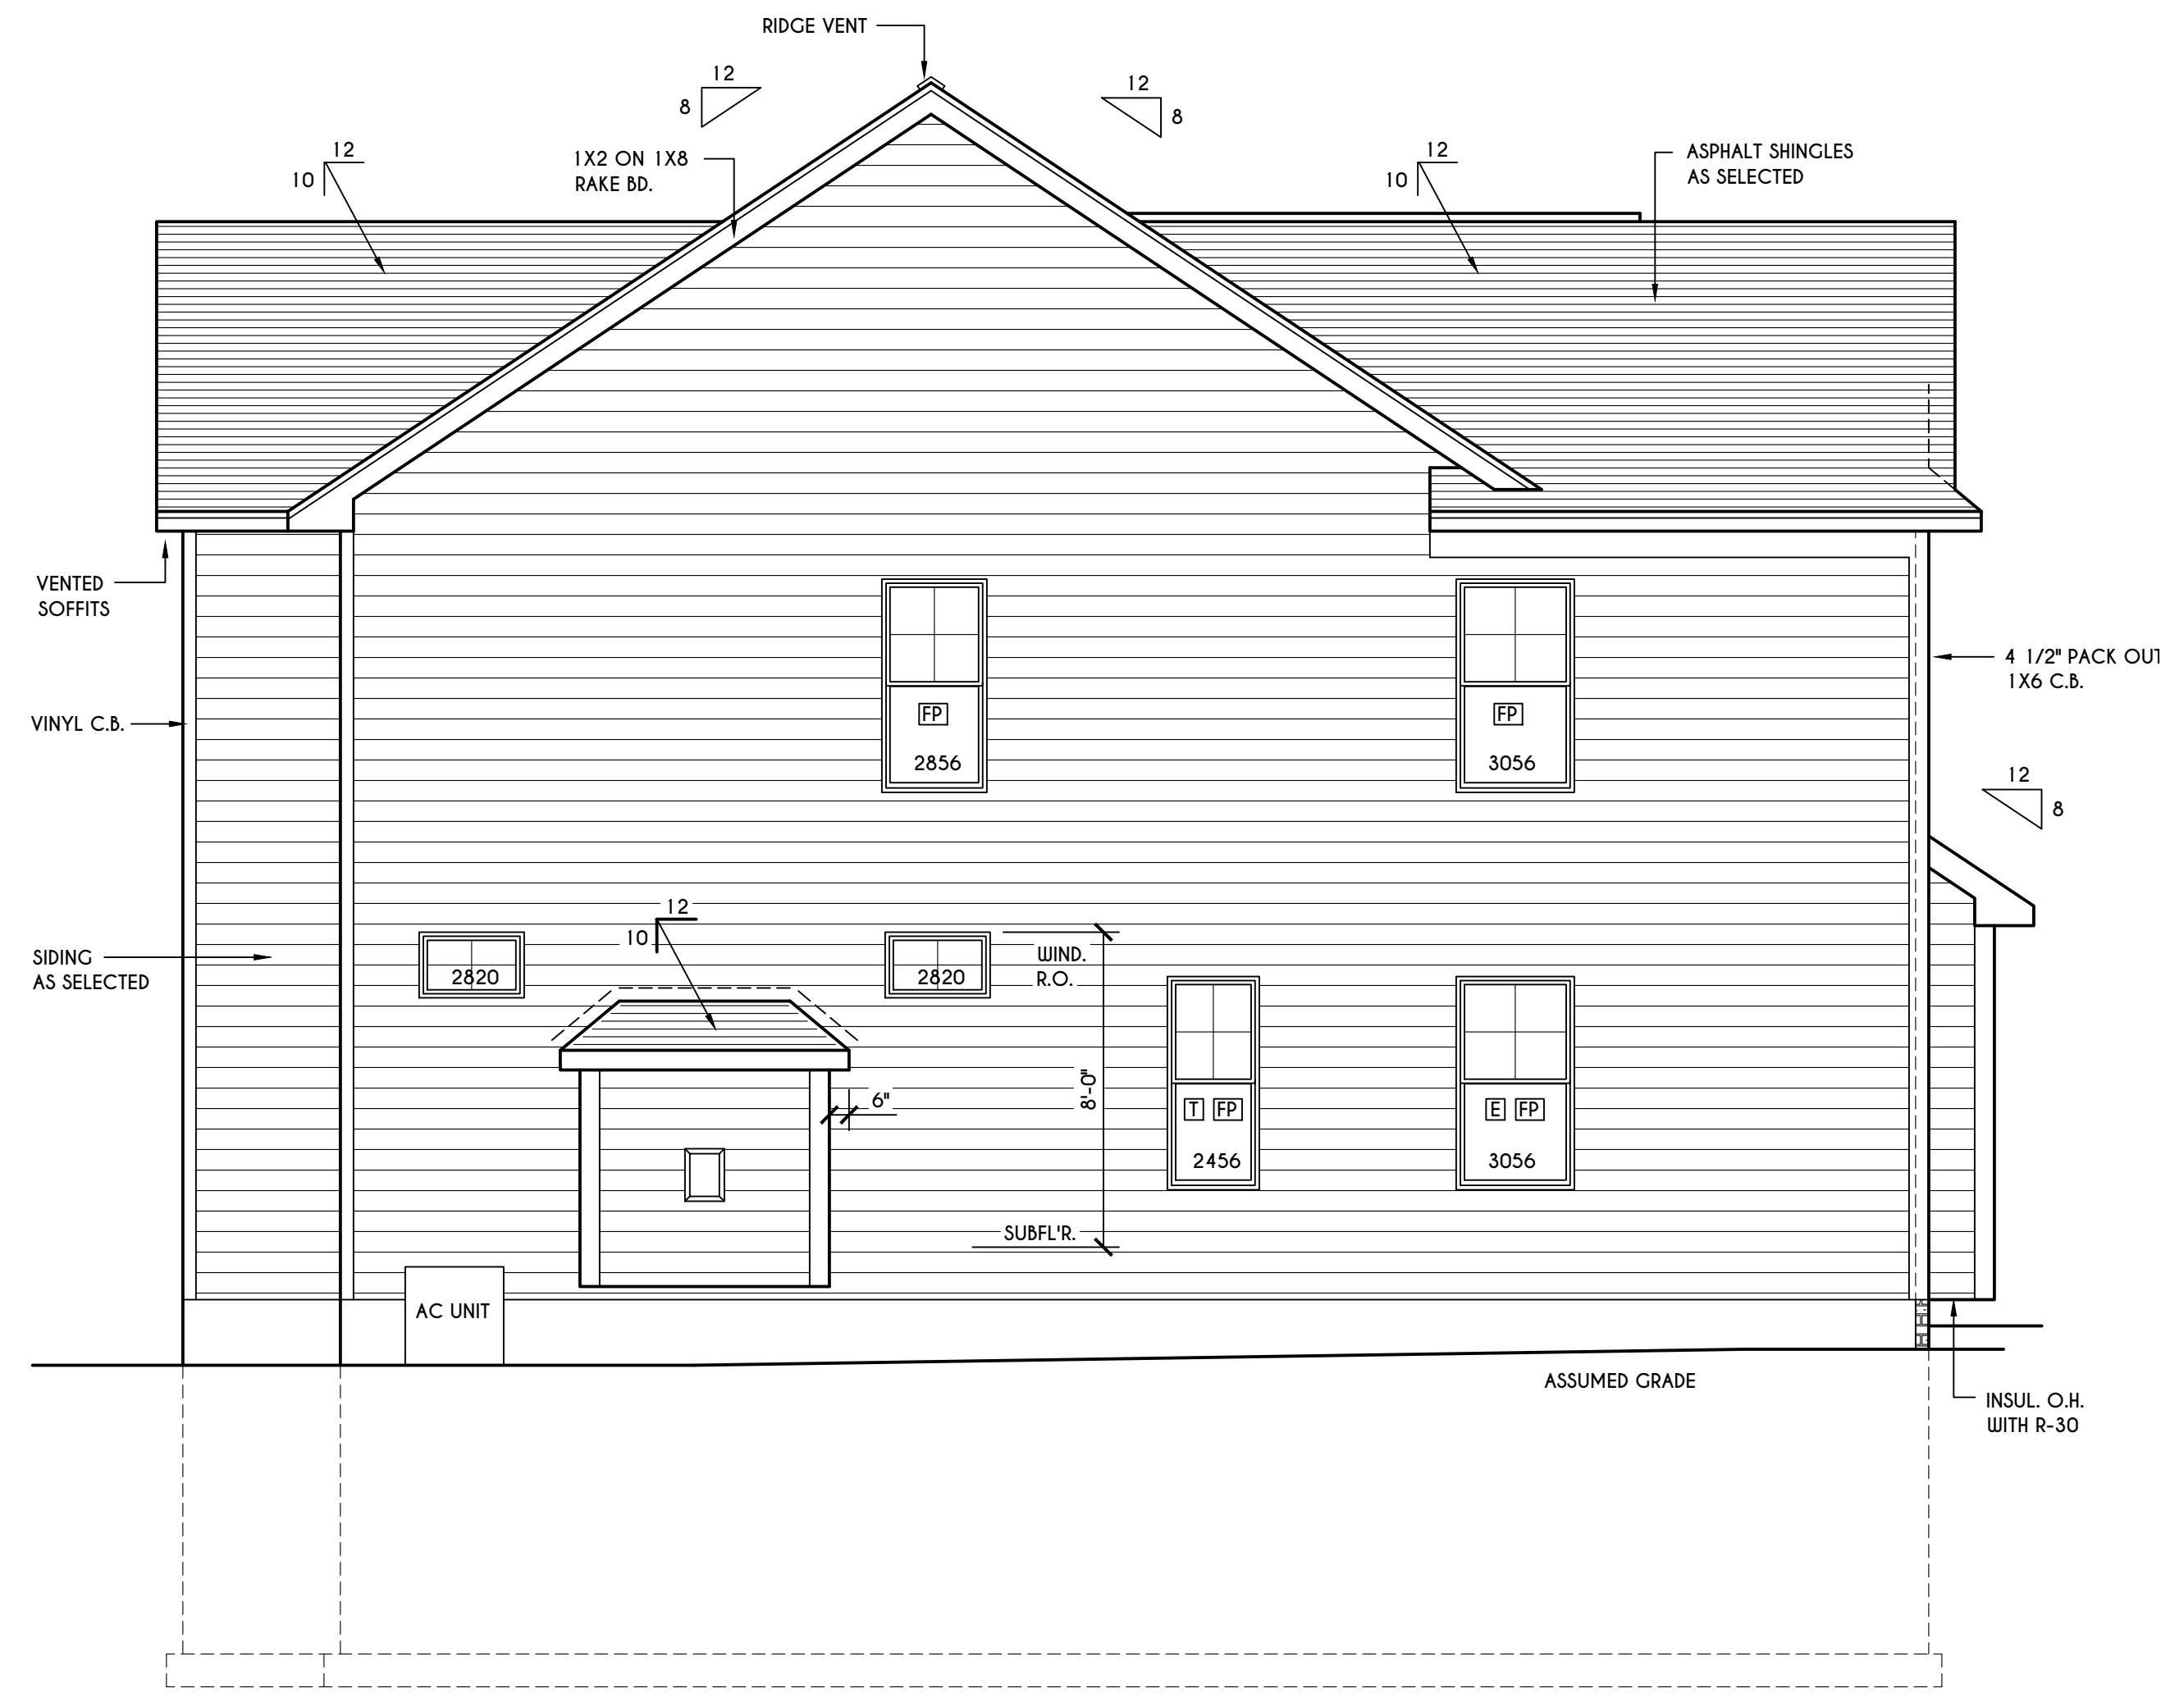 RIDGE VENT
12
8
12
8
12
10
1X2 ON 1X8
RAKE BD.
12
10
ASPHALT SHINGLES
AS SELECTED
VENTED
SOFFITS
4 1/2" PACK OUT
1X6 C.B.
VINYL C.B.
FP
2856
FP
3056
12
8
12
10
SIDING
AS SELECTED
2820
2820
WIND.
R.O.
8'-0"
6"
T FP
2456
E FP
3056
SUBFL'R.
AC UNIT
ASSUMED GRADE
INSUL. O.H.
WITH R-30